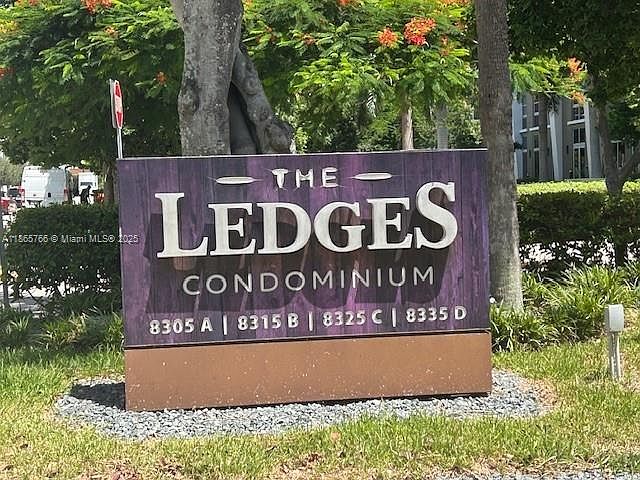 THE
LEDGES
CONDOMINIUM
8305 A | 8315 B | 8325 C | 8335 D
A11565766 © Miami MLS® 2025